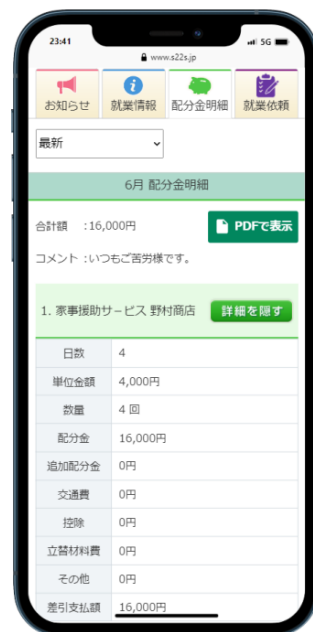 23:41
5G
www.s22s.jp
お知らせ 就業情報 配分金明細 就業依頼
最新
6月 配分金明細
合計額 :16,000円 PDFで表示
コメント:いつもご苦労様です。
1. 家事援助サービス 野村商店 詳細を隠す
日数 4
単位金額 4,000円
数量 4 回
配分金 16,000円
追加配分金 0円
交通費 0円
控除 0円
立替材料費 0円
その他 0円
差引支払額 16,000円